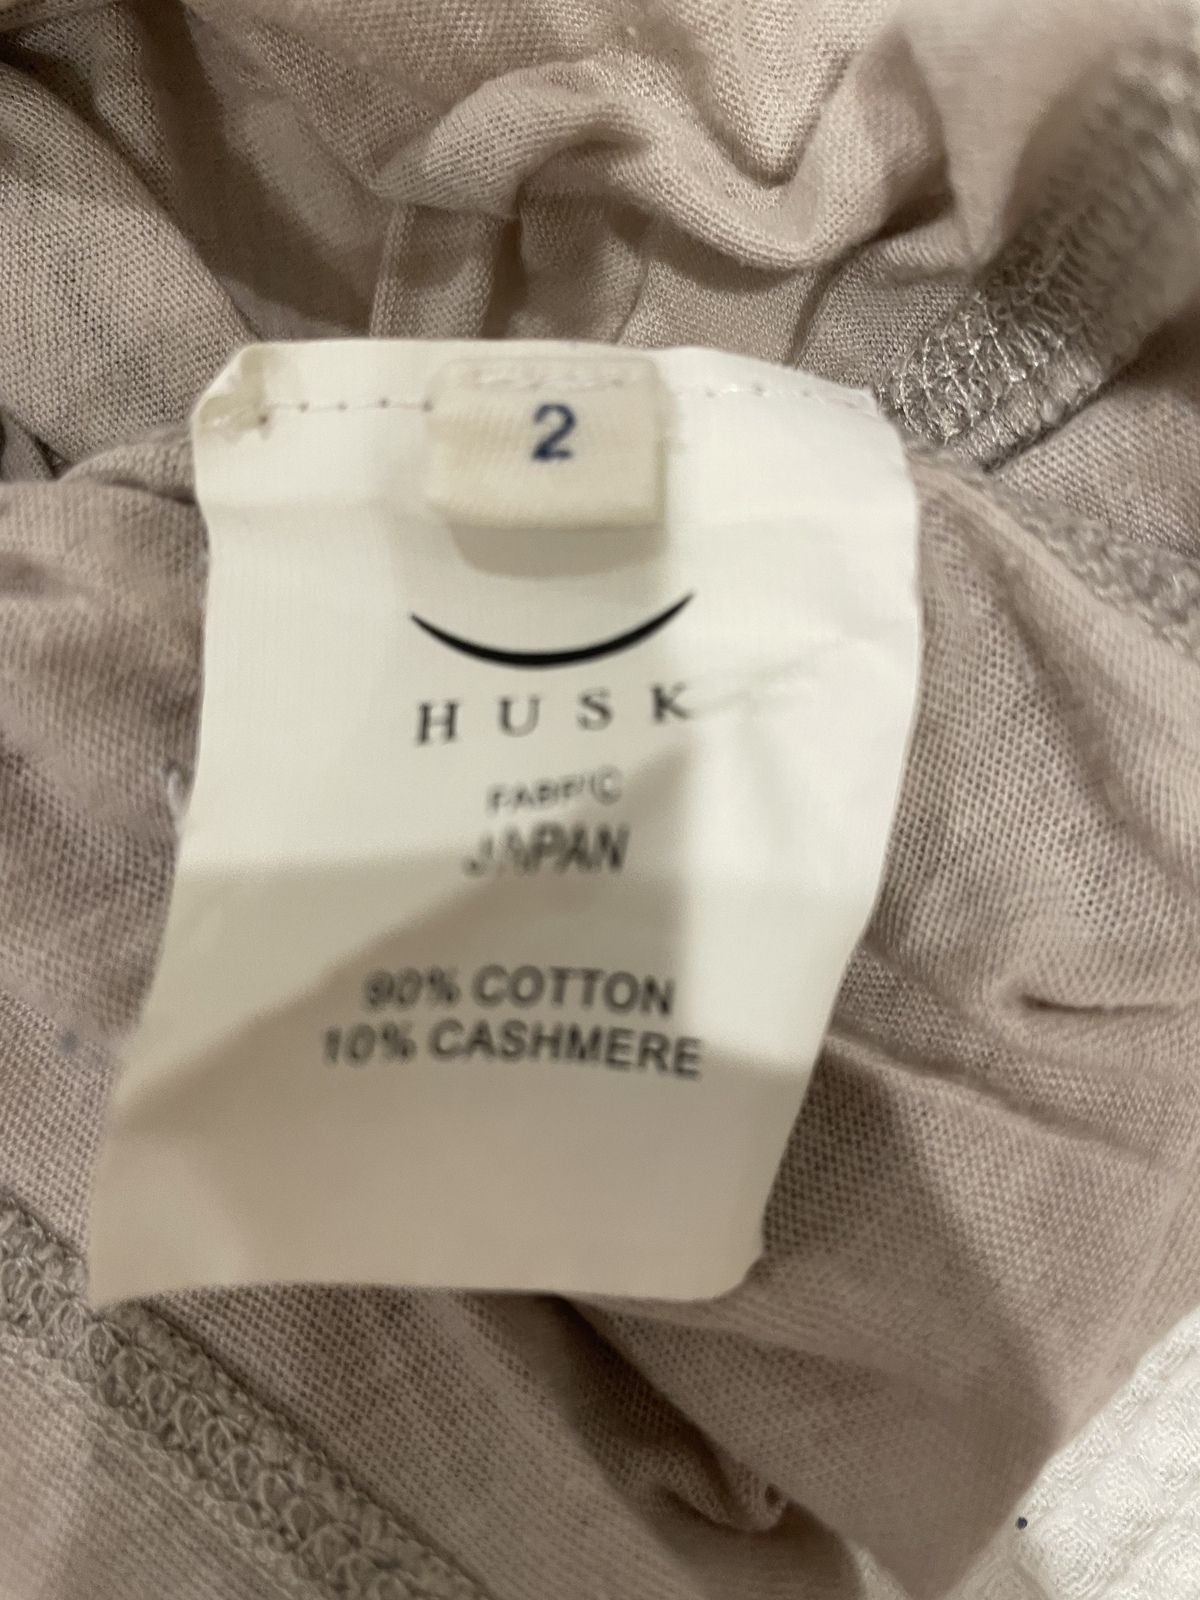 2
HUSK
FABRIC
JAPAN
90% COTTON
10% CASHMERE